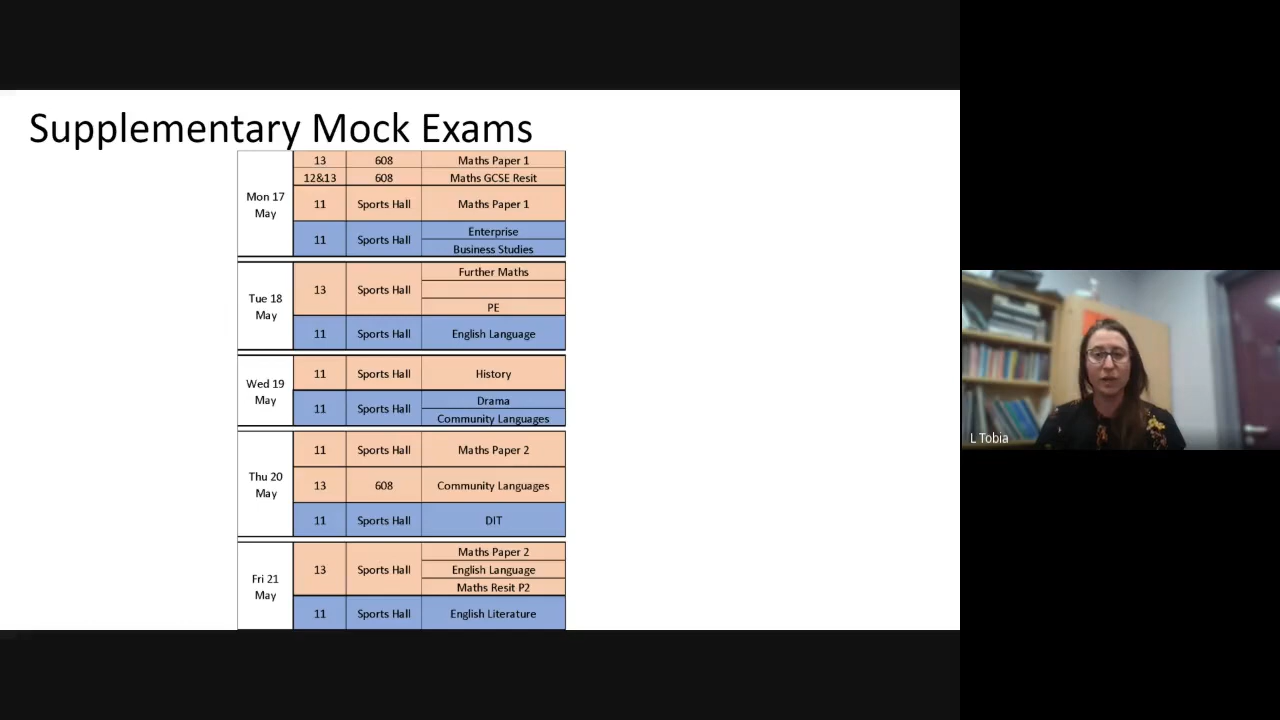 Supplementary Mock Exams
Mon 17 May
13 608 Maths Paper 1
12&13 608 Maths GCSE Resit
11 Sports Hall Maths Paper 1
11 Sports Hall Enterprise
Business Studies
Tue 18 May
13 Sports Hall Further Maths
PE
11 Sports Hall English Language
Wed 19 May
11 Sports Hall History
11 Sports Hall Drama
Community Languages
Thu 20 May
11 Sports Hall Maths Paper 2
13 608 Community Languages
11 Sports Hall DIT
Fri 21 May
13 Sports Hall Maths Paper 2
English Language
Maths Resit P2
11 Sports Hall English Literature
L Tobia